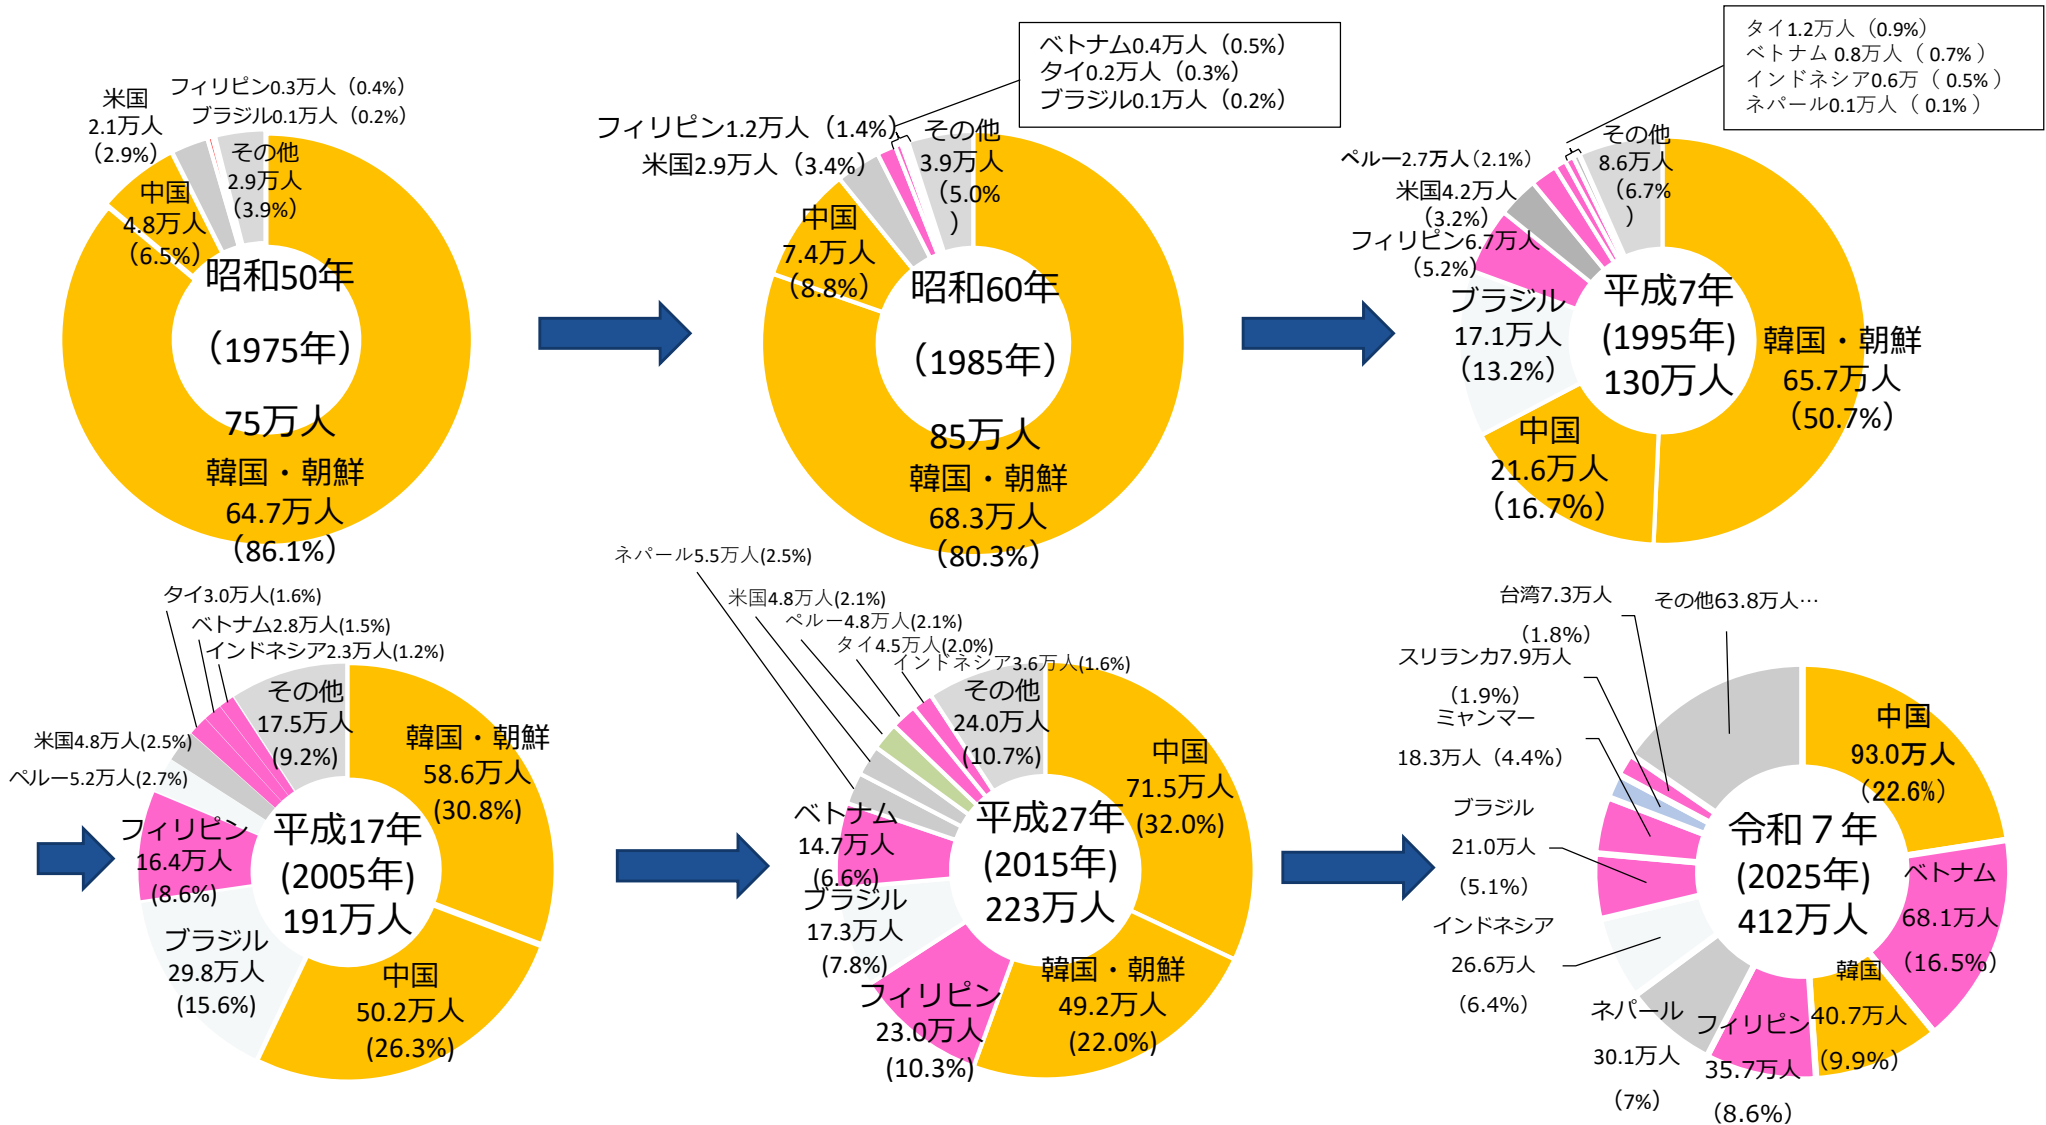 米国
2.1万人
(2.9%)
フィリピン0.3万人（0.4%）
ブラジル0.1万人（0.2%）
その他
2.9万人
（3.9%）
中国
4.8万人
（6.5%）
昭和50年
（1975年）
75万人
韓国・朝鮮
64.7万人
（86.1%）
ベトナム0.4万人（0.5%）
タイ0.2万人（0.3%）
ブラジル0.1万人（0.2%）
フィリピン1.2万人（1.4%）
米国2.9万人（3.4%）
その他
3.9万人
（5.0%
）
中国
7.4万人
（8.8%）
昭和60年
（1985年）
85万人
韓国・朝鮮
68.3万人
（80.3%）
タイ1.2万人（0.9%）
ベトナム 0.8万人（ 0.7% ）
インドネシア0.6万（ 0.5% ）
ネパール0.1万人（ 0.1% ）
ペルー2.7万人（2.1%）
米国4.2万人
（3.2%）
フィリピン6.7万人
（5.2%）
その他
8.6万人
（6.7%
）
ブラジル
17.1万人
（13.2%）
平成7年
(1995年)
130万人
韓国・朝鮮
65.7万人
（50.7%）
中国
21.6万人
（16.7%）
タイ3.0万人(1.6%)
ベトナム2.8万人(1.5%)
インドネシア2.3万人(1.2%)
米国4.8万人(2.5%)
ペルー5.2万人(2.7%)
その他
17.5万人
(9.2%)
韓国・朝鮮
58.6万人
(30.8%)
フィリピン
16.4万人
(8.6%)
平成17年
(2005年)
191万人
ブラジル
29.8万人
(15.6%)
中国
50.2万人
(26.3%)
ネパール5.5万人(2.5%)
米国4.8万人(2.1%)
ペルー4.8万人(2.1%)
タイ4.5万人(2.0%)
インドネシア3.6万人(1.6%)
その他
24.0万人
(10.7%)
中国
71.5万人
(32.0%)
ベトナム
14.7万人
(6.6%)
平成27年
(2015年)
223万人
ブラジル
17.3万人
(7.8%)
フィリピン
23.0万人
(10.3%)
韓国・朝鮮
49.2万人
(22.0%)
台湾7.3万人
（1.8%）
その他63.8万人…
スリランカ7.9万人
（1.9%）
ミャンマー
18.3万人（4.4%）
中国
93.0万人
（22.6%）
ブラジル
21.0万人
（5.1%）
令和７年
(2025年)
412万人
ベトナム
68.1万人
（16.5%）
インドネシア
26.6万人
（6.4%）
韓国
40.7万人
（9.9%）
ネパール
30.1万人
（7%）
フィリピン
35.7万人
（8.6%）